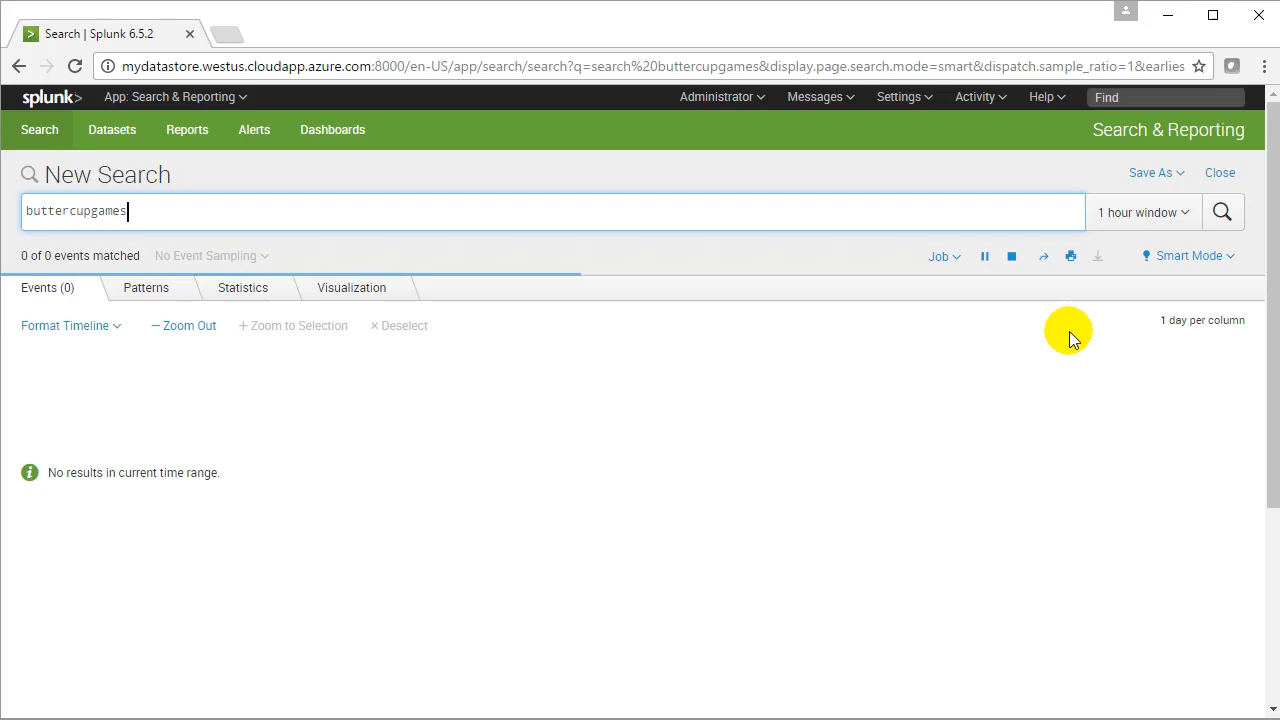 Search | Splunk 6.5.2
mydatastore.westus.cloudapp.azure.com:8000/en-US/app/search/search?q=search%20buttercupgames&display.page.search.mode=smart&dispatch.sample_ratio=1&earlies
splunk> App: Search & Reporting Administrator Messages Settings Activity Help Find
Search Datasets Reports Alerts Dashboards Search & Reporting
New Search Save As Close
buttercupgames 1 hour window
0 of 0 events matched No Event Sampling Job Smart Mode
Events (0) Patterns Statistics Visualization
Format Timeline – Zoom Out + Zoom to Selection × Deselect 1 day per column
i No results in current time range.